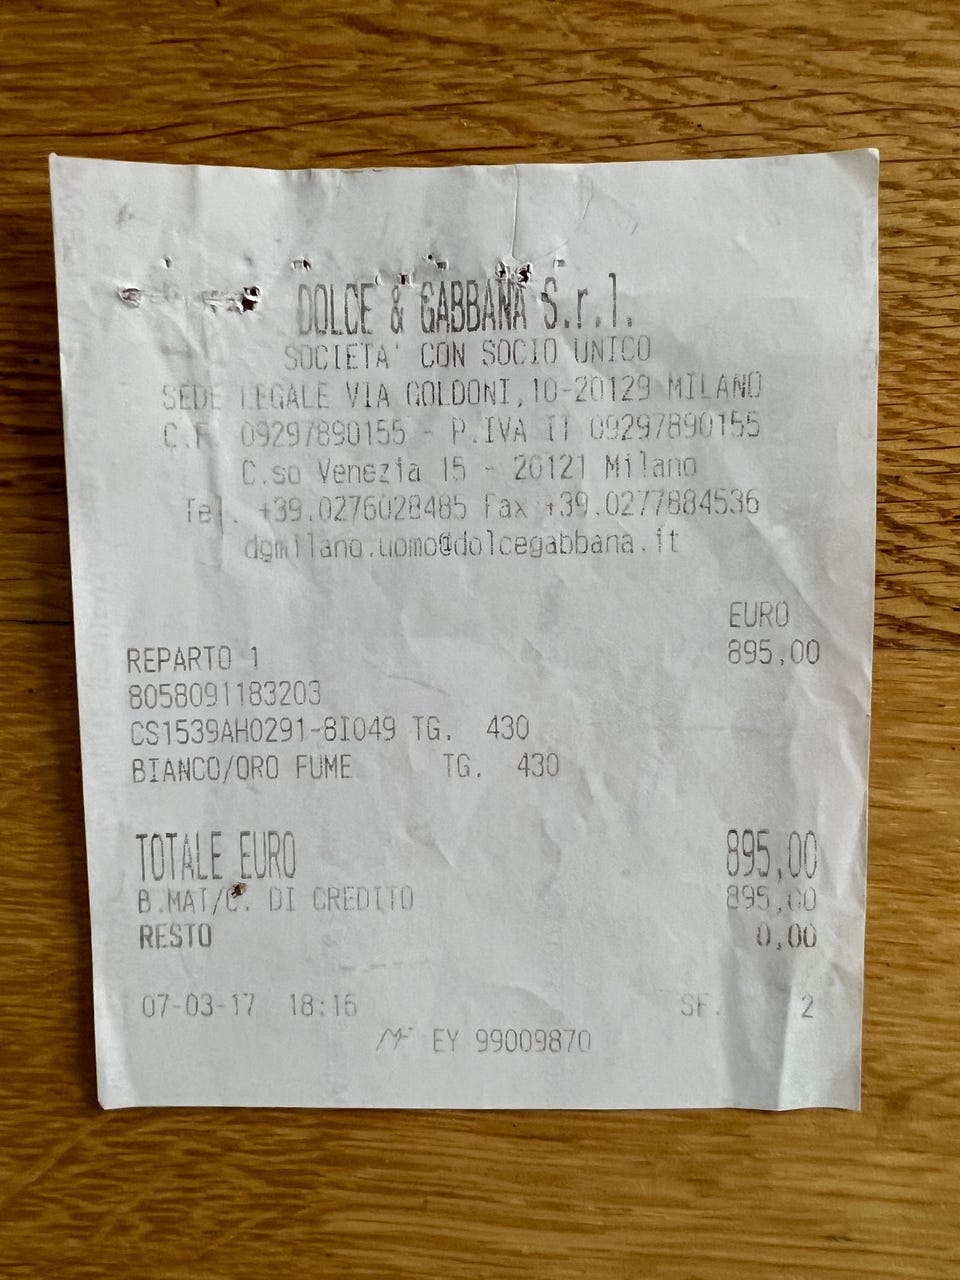 DOLCE & GABBANA S.r.l.
SOCIETA' CON SOCIO UNICO
SEDE LEGALE VIA GOLDONI,10-20129 MILANO
C.F. 09297890155 - P.IVA IT 09297890155
C.so Venezia 15 - 20121 Milano
Tel. +39.0276028485 Fax +39.0277884536
dgmilano.uomo@dolcegabbana.it
EURO
REPARTO 1 895,00
8058091183203
CS1539AH0291-8I049 TG. 430
BIANCO/ORO FUME TG. 430
TOTALE EURO 895,00
B.MAT/C. DI CREDITO 895,00
RESTO 0,00
07-03-17 18:16 SF. 2
MF EY 99009870